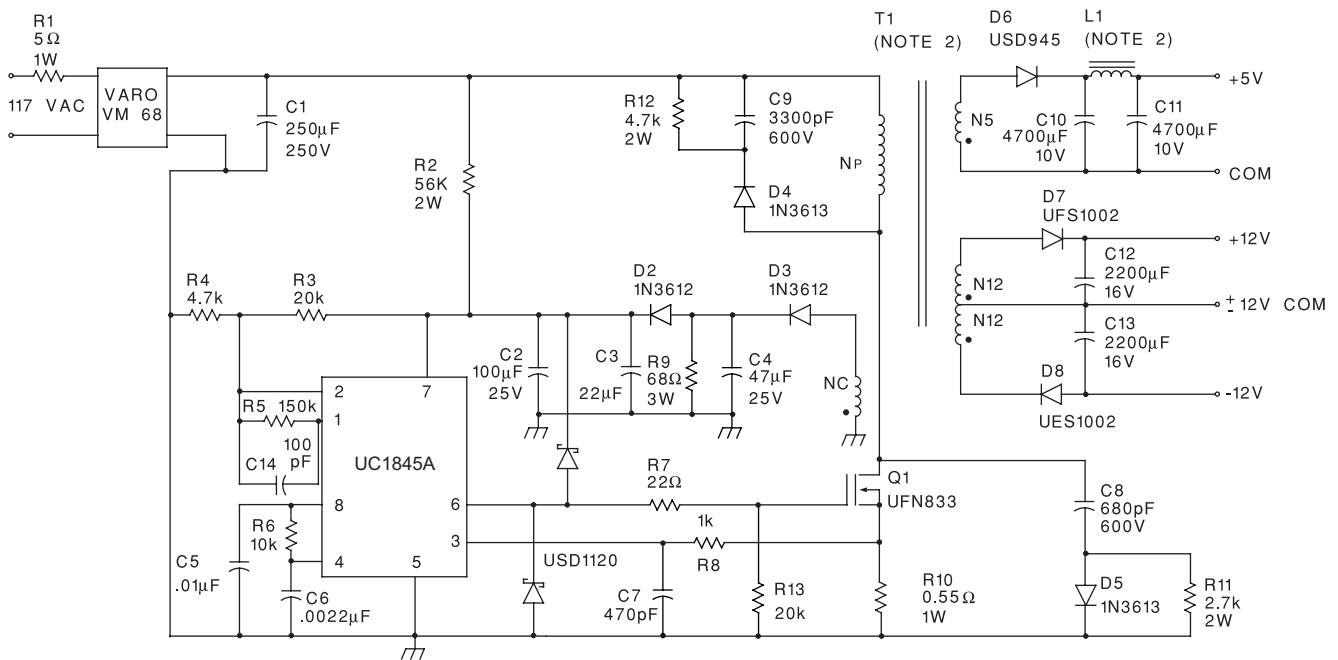 R1
5Ω
1W
117 VAC
VARO
VM 68
C1
250μF
250V
R2
56K
2W
R12
4.7k
2W
C9
3300pF
600V
D4
1N3613
NP
T1
(NOTE 2)
D6
USD945
L1
(NOTE 2)
N5
C10
4700μF
10V
C11
4700μF
10V
+5V
COM
D7
UFS1002
+12V
N12
N12
C12
2200μF
16V
± 12V COM
C13
2200μF
16V
D8
UES1002
-12V
R4
4.7k
R3
20k
D2
1N3612
D3
1N3612
C2
100μF
25V
C3
22μF
R9
68Ω
3W
C4
47μF
25V
NC
R5 150k
100
pF
C14
2
1
8
4
7
5
6
3
UC1845A
R6
10k
C5
.01μF
C6
.0022μF
R7
22Ω
1k
R8
USD1120
C7
470pF
R13
20k
Q1
UFN833
R10
0.55Ω
1W
C8
680pF
600V
D5
1N3613
R11
2.7k
2W